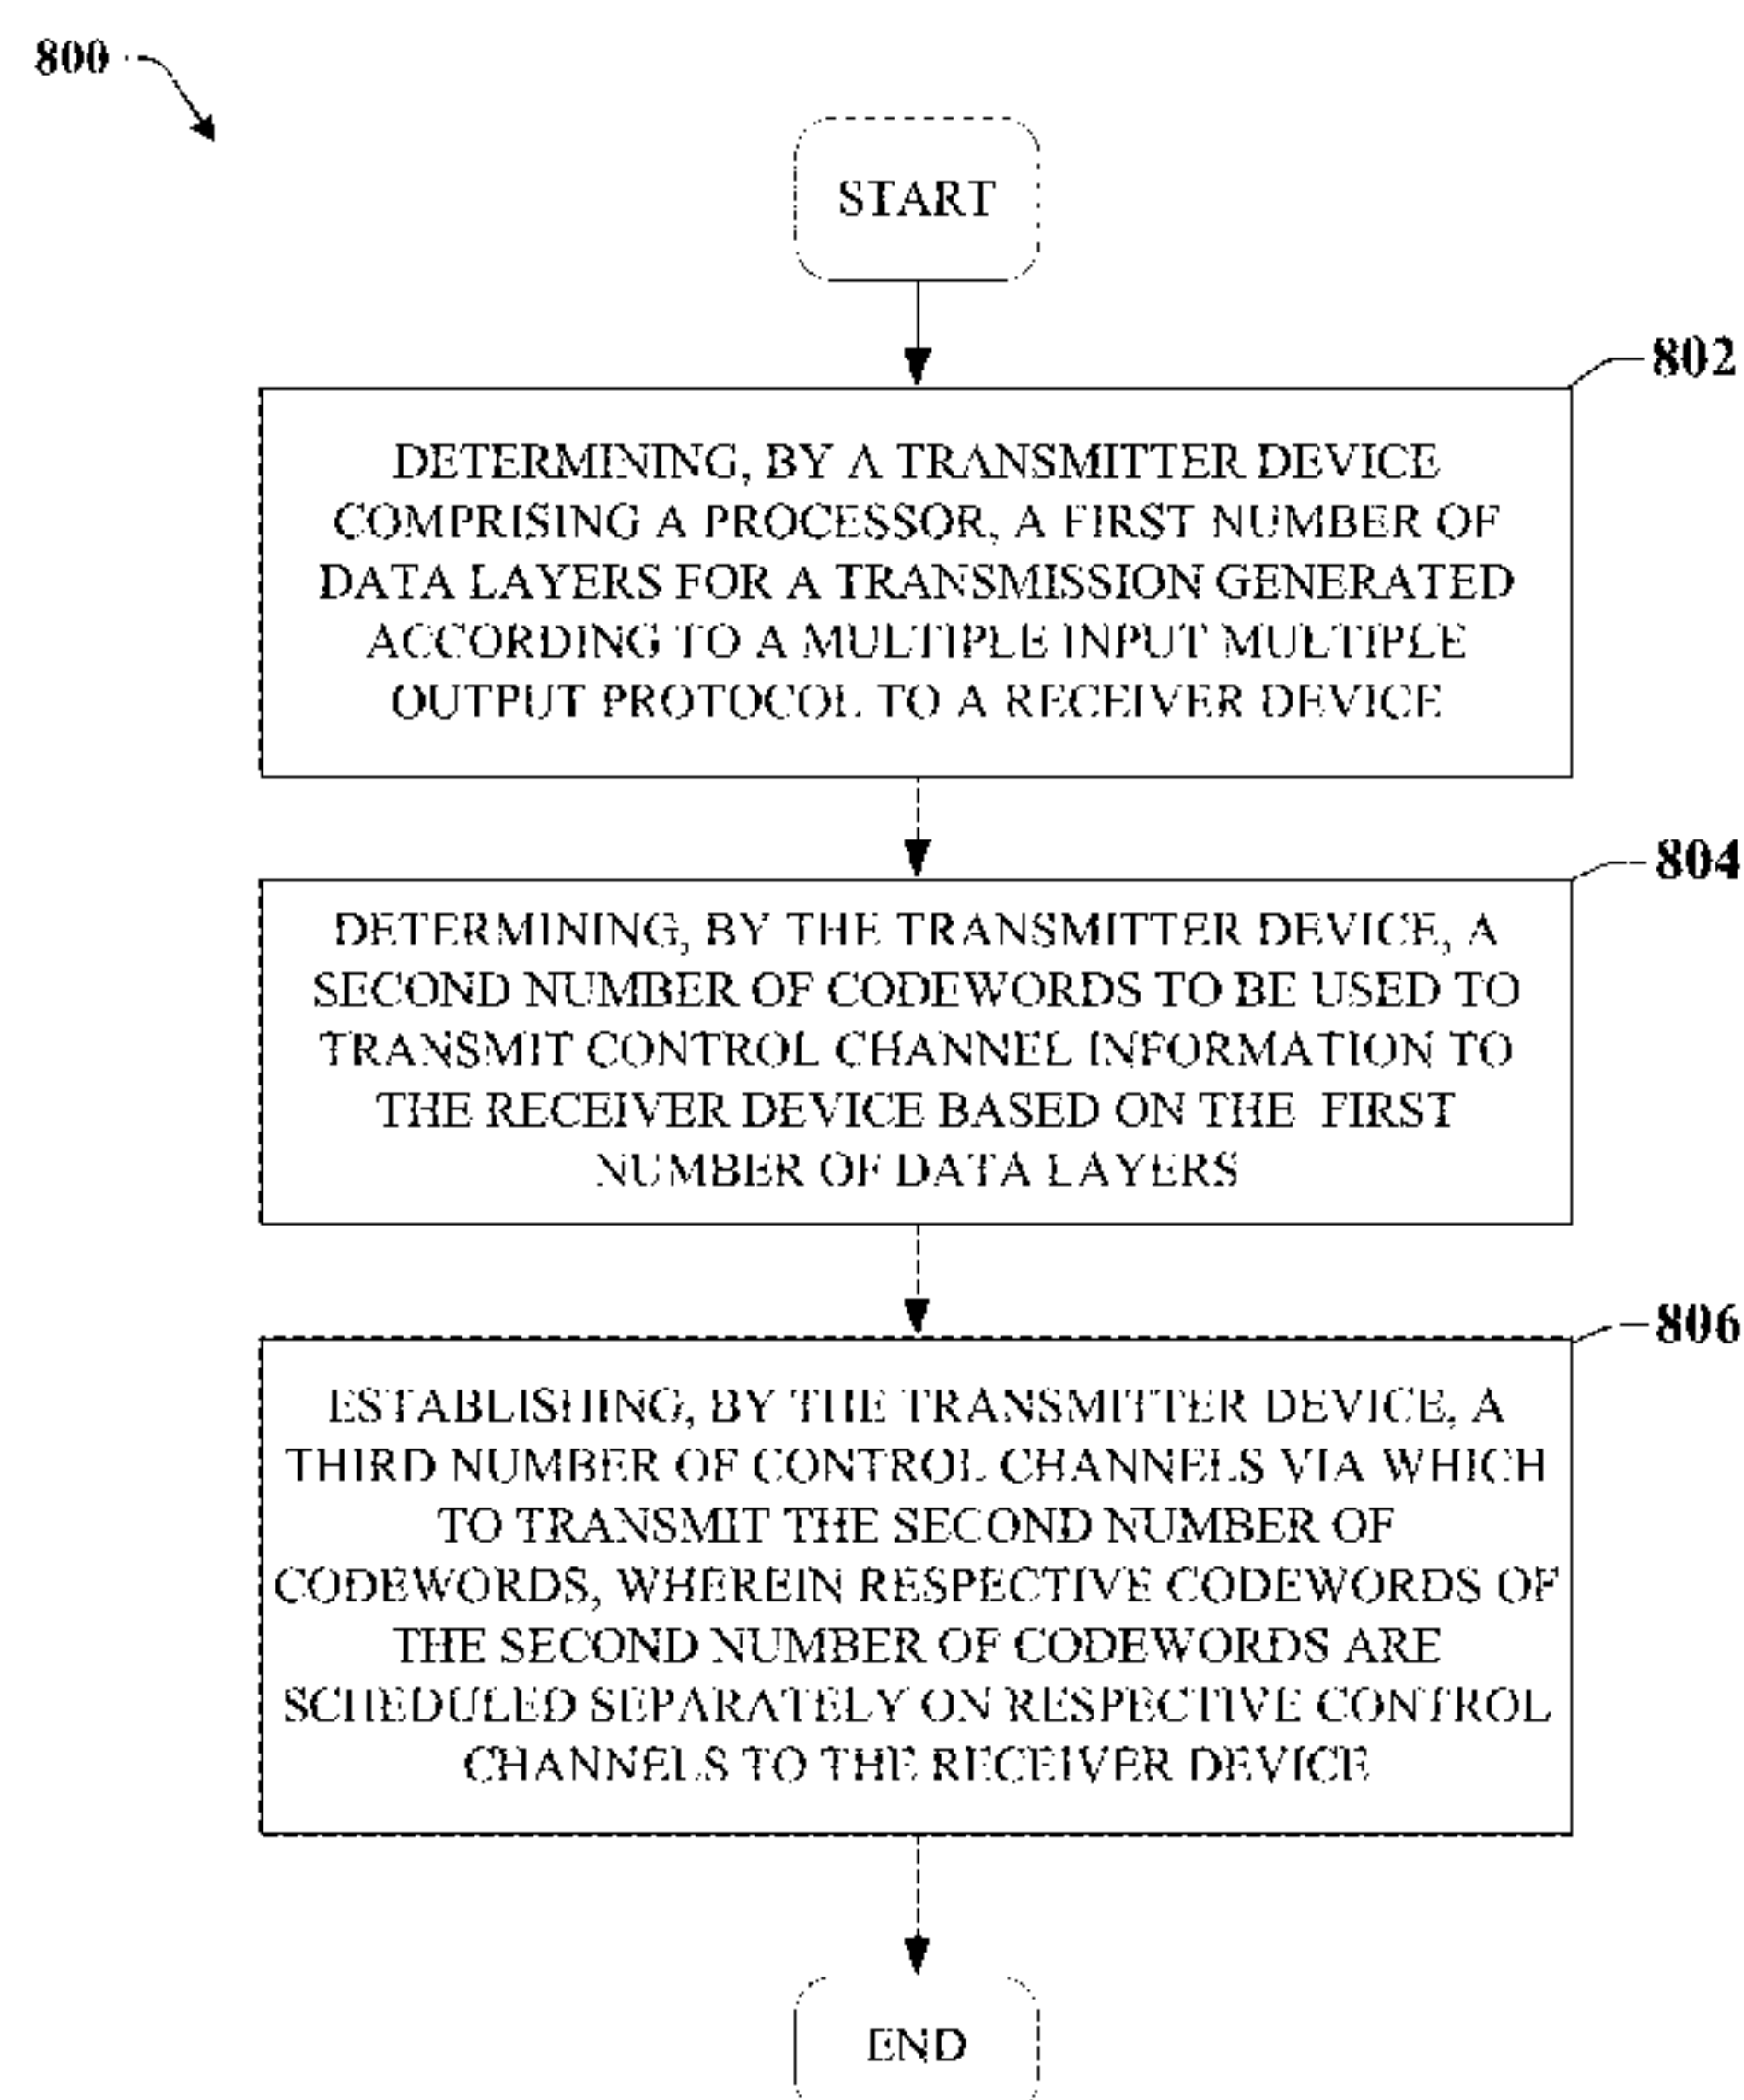 800
START
802
DETERMINING, BY A TRANSMITTER DEVICE
COMPRISING A PROCESSOR, A FIRST NUMBER OF
DATA LAYERS FOR A TRANSMISSION GENERATED
ACCORDING TO A MULTIPLE INPUT MULTIPLE
OUTPUT PROTOCOL TO A RECEIVER DEVICE
804
DETERMINING, BY THE TRANSMITTER DEVICE, A
SECOND NUMBER OF CODEWORDS TO BE USED TO
TRANSMIT CONTROL CHANNEL INFORMATION TO
THE RECEIVER DEVICE BASED ON THE FIRST
NUMBER OF DATA LAYERS
806
ESTABLISHING, BY THE TRANSMITTER DEVICE, A
THIRD NUMBER OF CONTROL CHANNELS VIA WHICH
TO TRANSMIT THE SECOND NUMBER OF
CODEWORDS, WHEREIN RESPECTIVE CODEWORDS OF
THE SECOND NUMBER OF CODEWORDS ARE
SCHEDULED SEPARATELY ON RESPECTIVE CONTROL
CHANNELS TO THE RECEIVER DEVICE
END